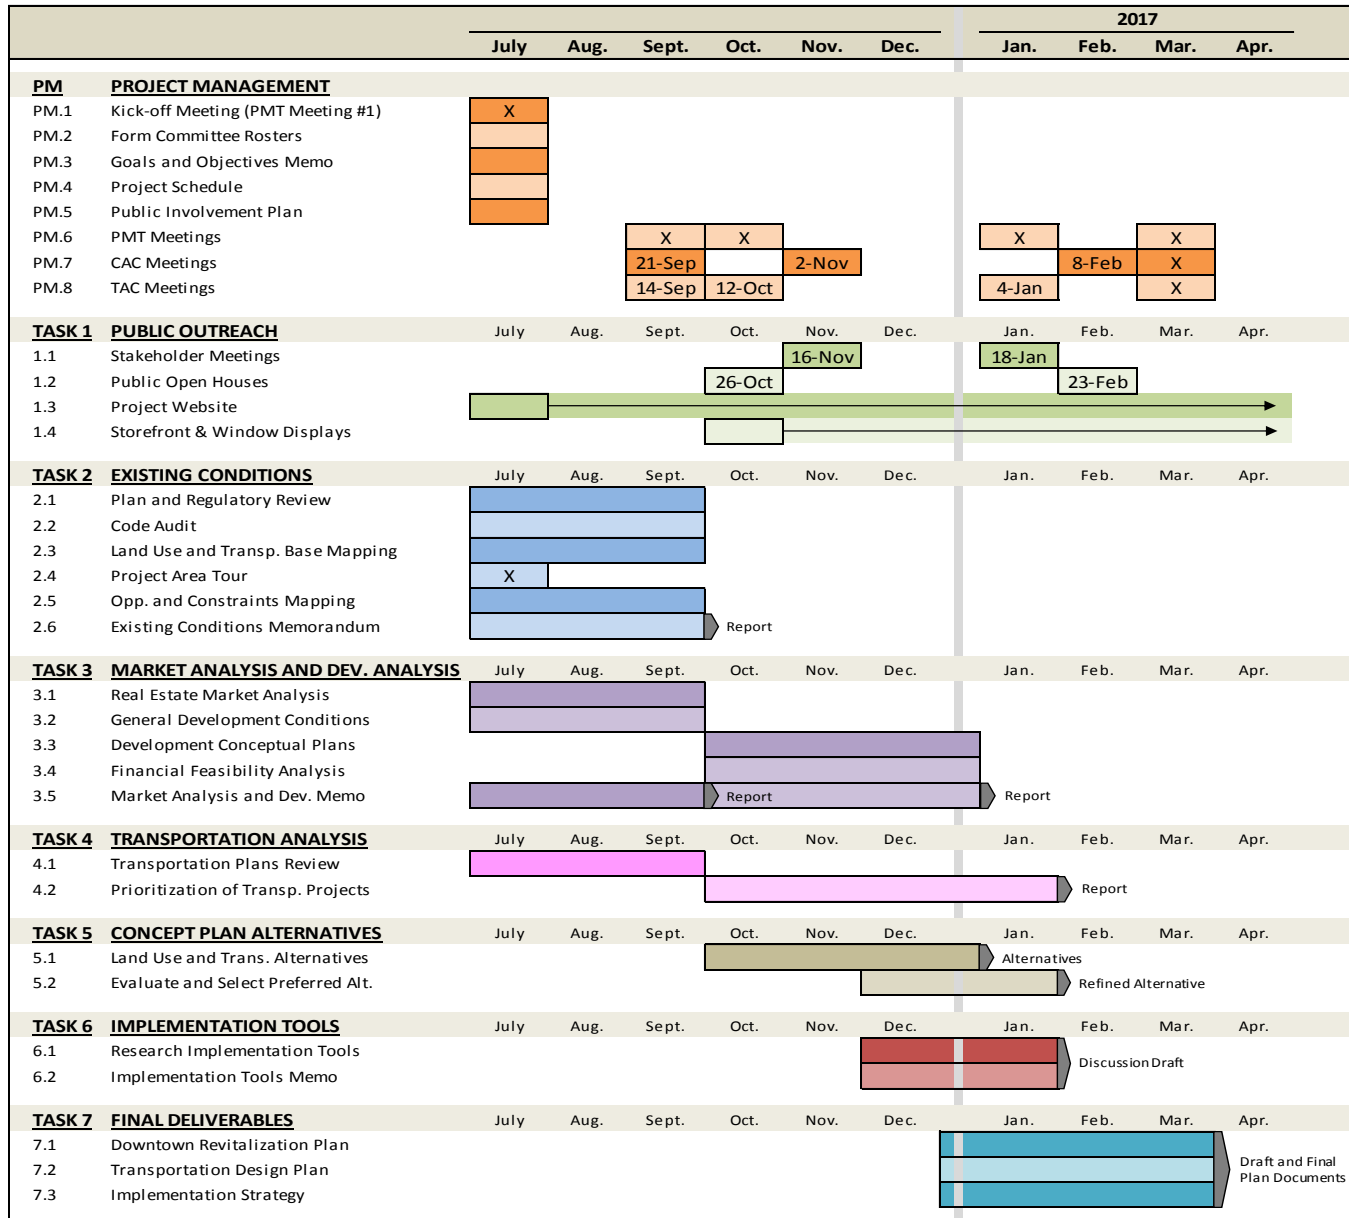 2017
July Aug. Sept. Oct. Nov. Dec. Jan. Feb. Mar. Apr.
PM PROJECT MANAGEMENT
PM.1 Kick-off Meeting (PMT Meeting #1) X
PM.2 Form Committee Rosters
PM.3 Goals and Objectives Memo
PM.4 Project Schedule
PM.5 Public Involvement Plan
PM.6 PMT Meetings X X X X
PM.7 CAC Meetings 21-Sep 2-Nov 8-Feb X
PM.8 TAC Meetings 14-Sep 12-Oct 4-Jan X
TASK 1 PUBLIC OUTREACH July Aug. Sept. Oct. Nov. Dec. Jan. Feb. Mar. Apr.
1.1 Stakeholder Meetings 16-Nov 18-Jan
1.2 Public Open Houses 26-Oct 23-Feb
1.3 Project Website
1.4 Storefront & Window Displays
TASK 2 EXISTING CONDITIONS July Aug. Sept. Oct. Nov. Dec. Jan. Feb. Mar. Apr.
2.1 Plan and Regulatory Review
2.2 Code Audit
2.3 Land Use and Transp. Base Mapping
2.4 Project Area Tour X
2.5 Opp. and Constraints Mapping
2.6 Existing Conditions Memorandum Report
TASK 3 MARKET ANALYSIS AND DEV. ANALYSIS July Aug. Sept. Oct. Nov. Dec. Jan. Feb. Mar. Apr.
3.1 Real Estate Market Analysis
3.2 General Development Conditions
3.3 Development Conceptual Plans
3.4 Financial Feasibility Analysis
3.5 Market Analysis and Dev. Memo Report Report
TASK 4 TRANSPORTATION ANALYSIS July Aug. Sept. Oct. Nov. Dec. Jan. Feb. Mar. Apr.
4.1 Transportation Plans Review
4.2 Prioritization of Transp. Projects Report
TASK 5 CONCEPT PLAN ALTERNATIVES July Aug. Sept. Oct. Nov. Dec. Jan. Feb. Mar. Apr.
5.1 Land Use and Trans. Alternatives Alternatives
5.2 Evaluate and Select Preferred Alt. Refined Alternative
TASK 6 IMPLEMENTATION TOOLS July Aug. Sept. Oct. Nov. Dec. Jan. Feb. Mar. Apr.
6.1 Research Implementation Tools
Discussion Draft
6.2 Implementation Tools Memo
TASK 7 FINAL DELIVERABLES July Aug. Sept. Oct. Nov. Dec. Jan. Feb. Mar. Apr.
7.1 Downtown Revitalization Plan
7.2 Transportation Design Plan
Draft and Final
Plan Documents
7.3 Implementation Strategy